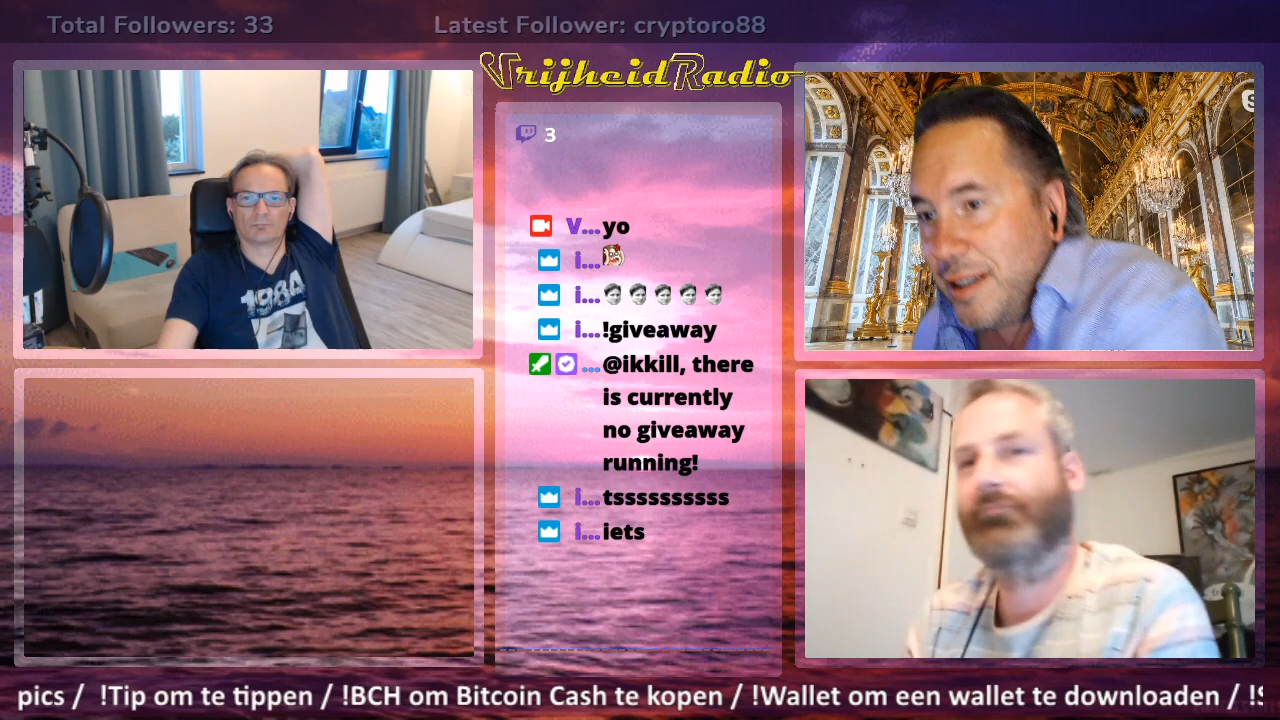 Total Followers: 33
Latest Follower: cryptoro88
VrijheidRadio
3
V...yo
i...
i...
i...!giveaway
...@ikkill, there
is currently
no giveaway
running!
i...tssssssssss
i...iets
1984
pics / !Tip om te tippen / !BCH om Bitcoin Cash te kopen / !Wallet om een wallet te downloaden / !S